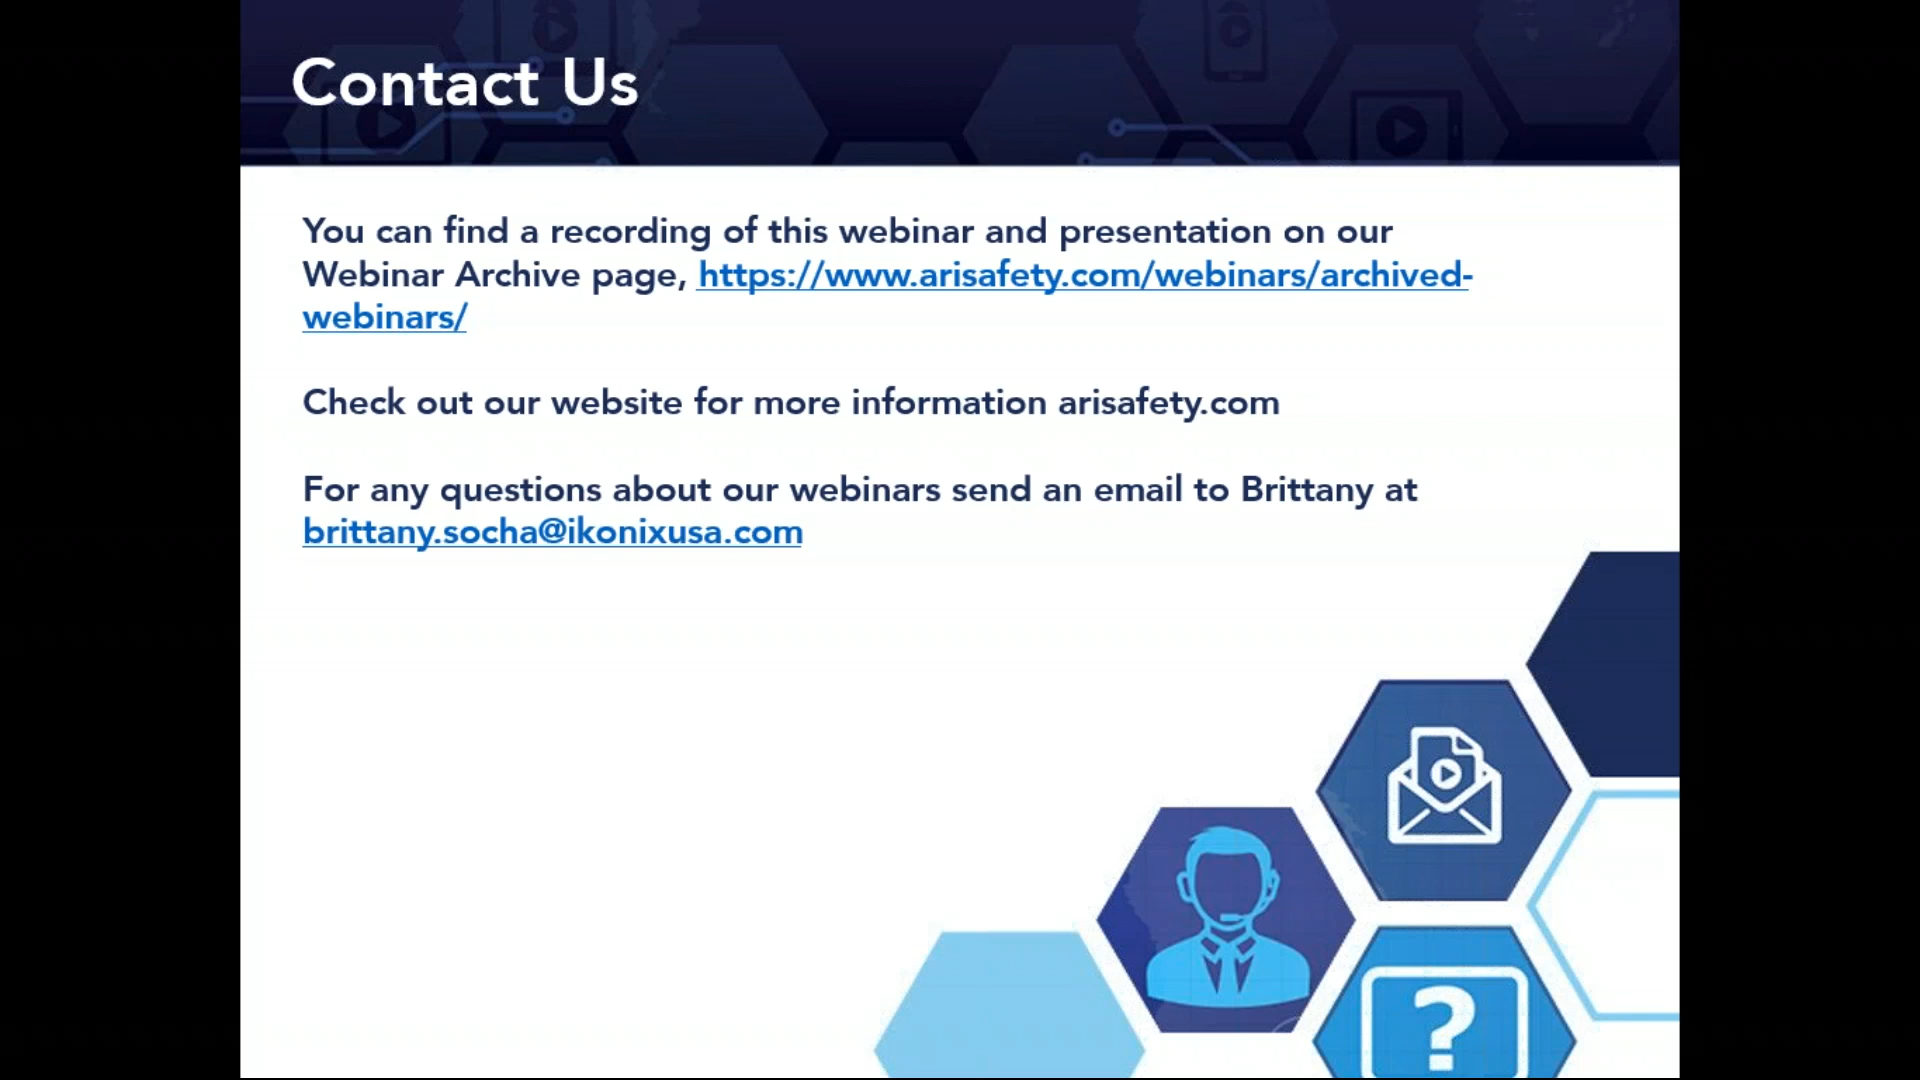 Contact Us
You can find a recording of this webinar and presentation on our
Webinar Archive page, https://www.arisafety.com/webinars/archived-
webinars/
Check out our website for more information arisafety.com
For any questions about our webinars send an email to Brittany at
brittany.socha@ikonixusa.com
?